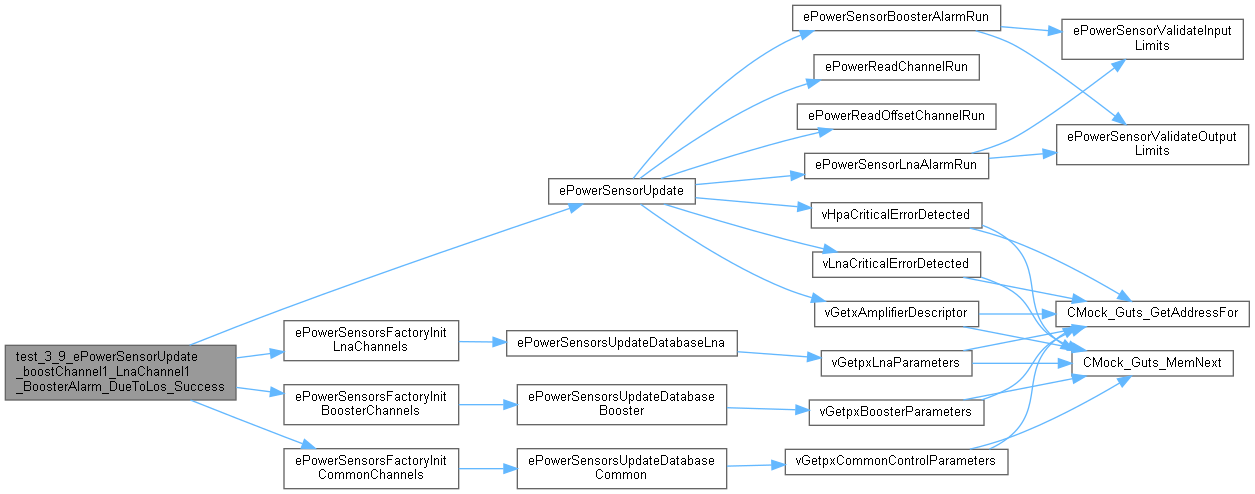 test_3_9_ePowerSensorUpdate
_boostChannel1_LnaChannel1
_BoosterAlarm_DueToLos_Success
ePowerSensorUpdate
ePowerSensorsFactoryInit
LnaChannels
ePowerSensorsFactoryInit
BoosterChannels
ePowerSensorsFactoryInit
CommonChannels
ePowerSensorsUpdateDatabaseLna
ePowerSensorsUpdateDatabase
Booster
ePowerSensorsUpdateDatabase
Common
ePowerSensorBoosterAlarmRun
ePowerReadChannelRun
ePowerReadOffsetChannelRun
ePowerSensorLnaAlarmRun
vHpaCriticalErrorDetected
vLnaCriticalErrorDetected
vGetxAmplifierDescriptor
vGetpxLnaParameters
vGetpxBoosterParameters
vGetpxCommonControlParameters
ePowerSensorValidateInput
Limits
ePowerSensorValidateOutput
Limits
CMock_Guts_GetAddressFor
CMock_Guts_MemNext